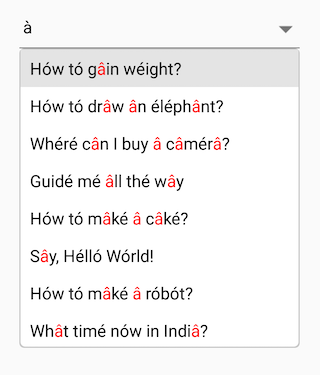 à
Hów tó gâin wéight?
Hów tó drâw ân éléphânt?
Whéré cân I buy â câmérâ?
Guidé mé âll thé wây
Hów tó mâké â câké?
Sây, Hélló Wórld!
Hów tó mâké â róbót?
Whât timé nów in Indiâ?